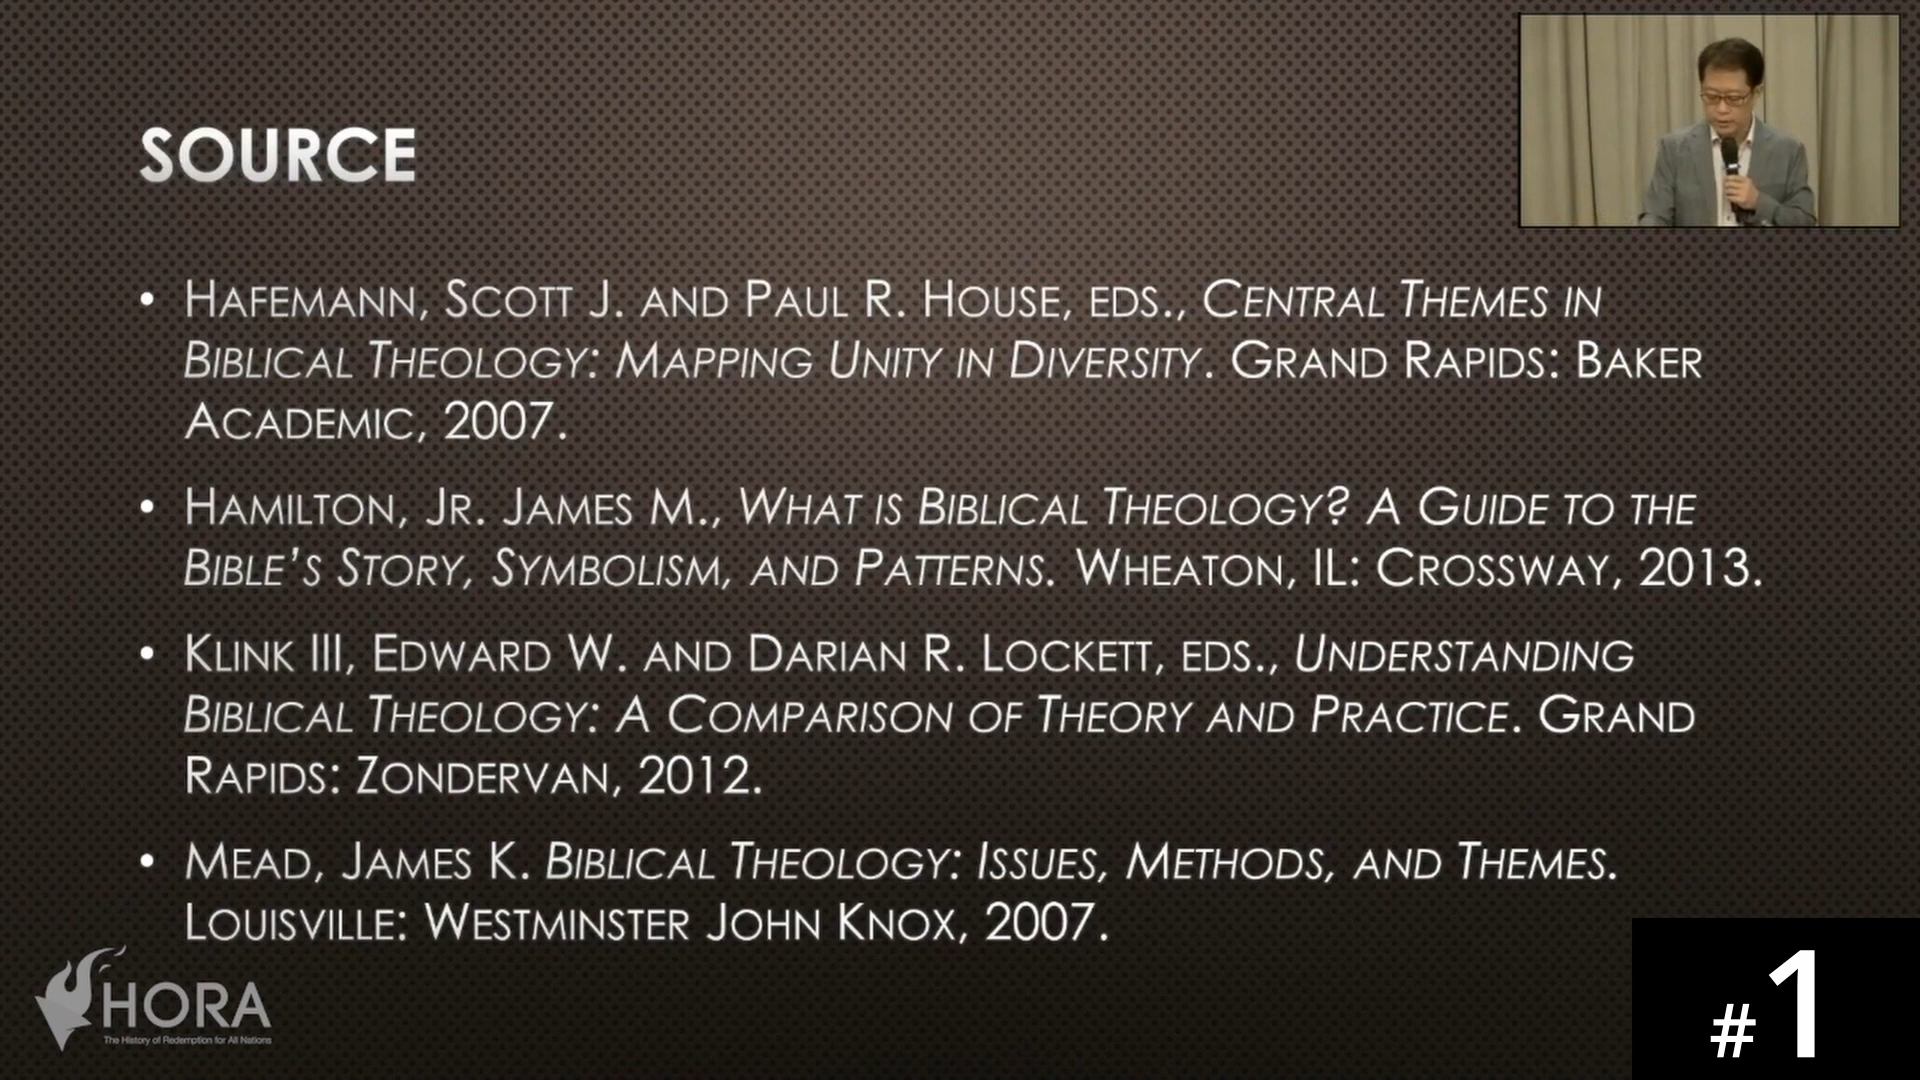 SOURCE
• HAFEMANN, SCOTT J. AND PAUL R. HOUSE, EDS., CENTRAL THEMES IN
BIBLICAL THEOLOGY: MAPPING UNITY IN DIVERSITY. GRAND RAPIDS: BAKER
ACADEMIC, 2007.
• HAMILTON, JR. JAMES M., WHAT IS BIBLICAL THEOLOGY? A GUIDE TO THE
BIBLE’S STORY, SYMBOLISM, AND PATTERNS. WHEATON, IL: CROSSWAY, 2013.
• KLINK III, EDWARD W. AND DARIAN R. LOCKETT, EDS., UNDERSTANDING
BIBLICAL THEOLOGY: A COMPARISON OF THEORY AND PRACTICE. GRAND
RAPIDS: ZONDERVAN, 2012.
• MEAD, JAMES K. BIBLICAL THEOLOGY: ISSUES, METHODS, AND THEMES.
LOUISVILLE: WESTMINSTER JOHN KNOX, 2007.
HORA
The History of Redemption for All Nations
#1